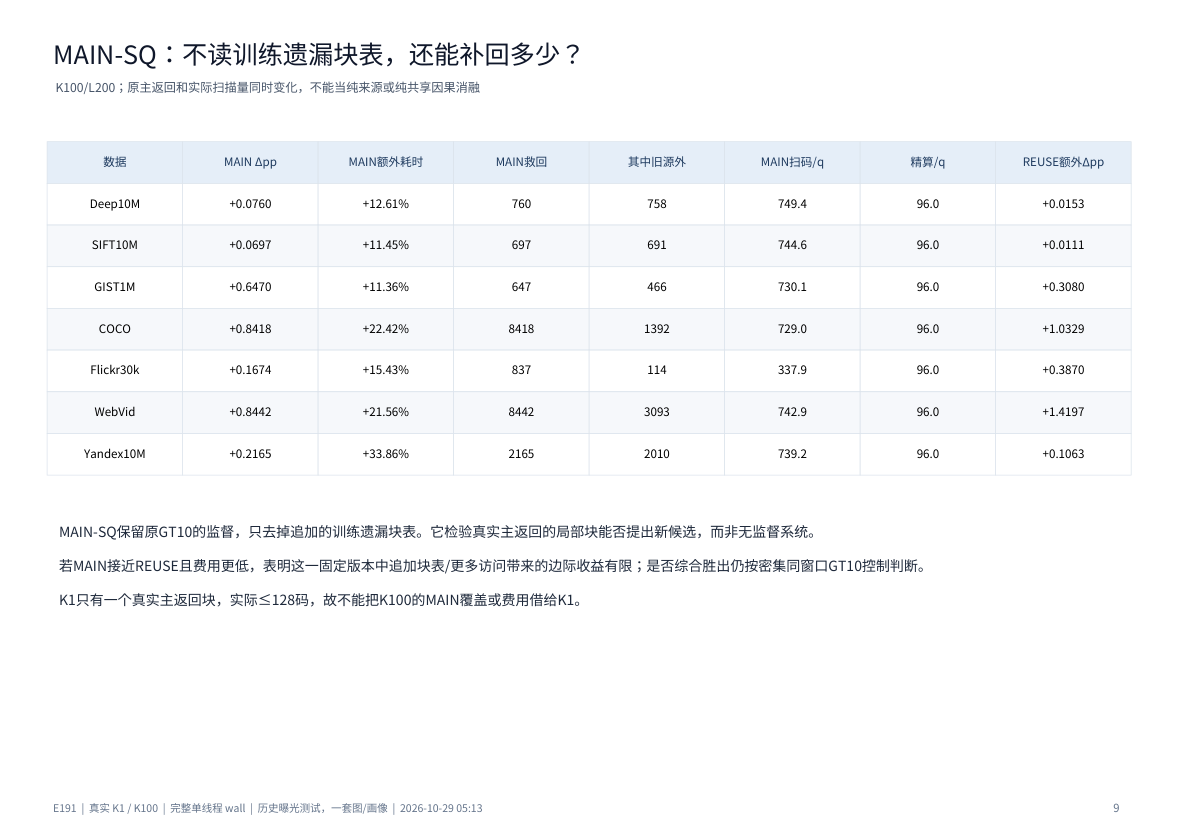 MAIN-SQ：不读训练遗漏块表，还能补回多少？
K100/L200；原主返回和实际扫描量同时变化，不能当纯来源或纯共享因果消融
数据 MAIN Δpp MAIN额外耗时 MAIN救回 其中旧源外 MAIN扫码/q 精算/q REUSE额外Δpp
Deep10M +0.0760 +12.61% 760 758 749.4 96.0 +0.0153
SIFT10M +0.0697 +11.45% 697 691 744.6 96.0 +0.0111
GIST1M +0.6470 +11.36% 647 466 730.1 96.0 +0.3080
COCO +0.8418 +22.42% 8418 1392 729.0 96.0 +1.0329
Flickr30k +0.1674 +15.43% 837 114 337.9 96.0 +0.3870
WebVid +0.8442 +21.56% 8442 3093 742.9 96.0 +1.4197
Yandex10M +0.2165 +33.86% 2165 2010 739.2 96.0 +0.1063
MAIN-SQ保留原GT10的监督，只去掉追加的训练遗漏块表。它检验真实主返回的局部块能否提出新候选，而非无监督系统。
若MAIN接近REUSE且费用更低，表明这一固定版本中追加块表/更多访问带来的边际收益有限；是否综合胜出仍按密集同窗口GT10控制判断。
K1只有一个真实主返回块，实际≤128码，故不能把K100的MAIN覆盖或费用借给K1。
E191 | 真实 K1 / K100 | 完整单线程 wall | 历史曝光测试，一套图/画像 | 2026-10-29 05:13
9